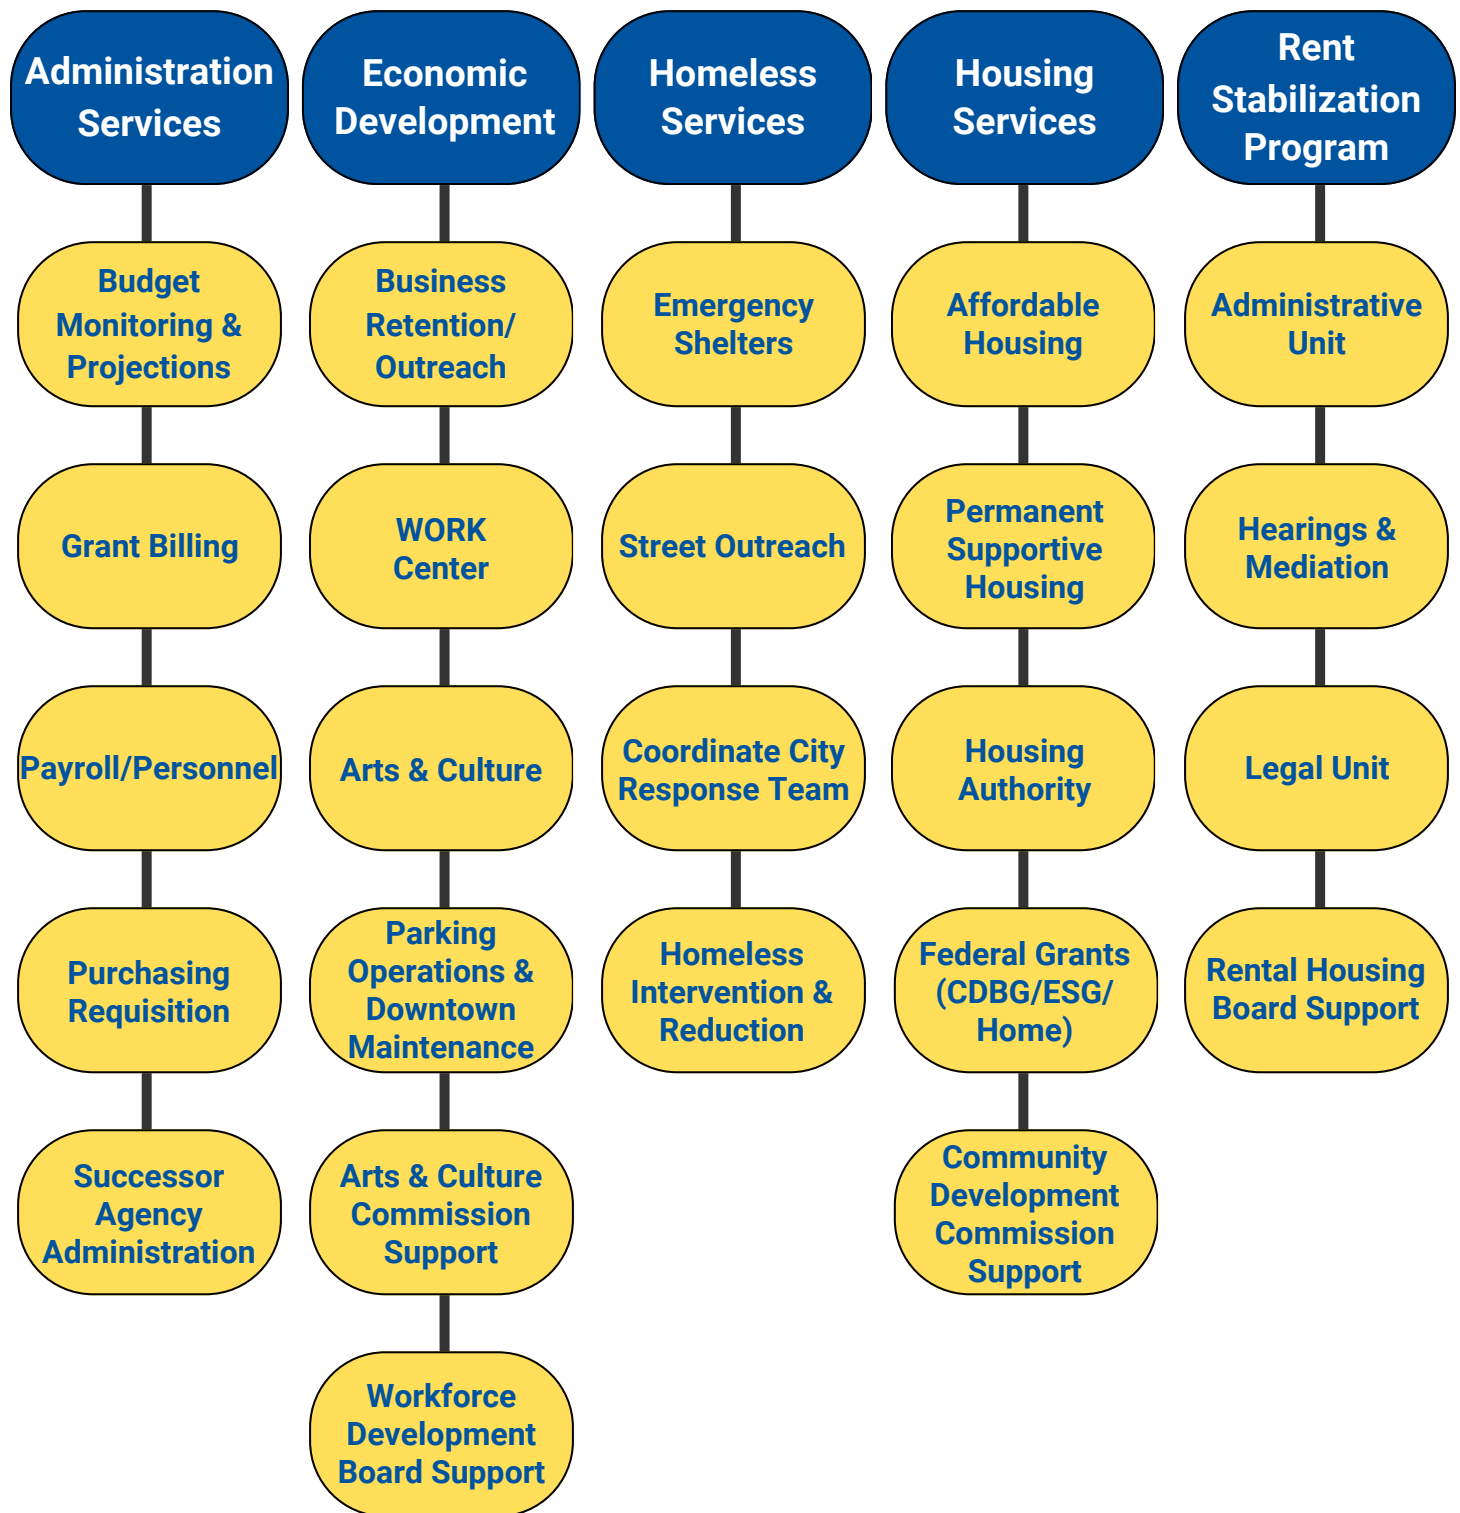 Administration
Services
Economic
Development
Homeless
Services
Housing
Services
Rent
Stabilization
Program
Budget
Monitoring &
Projections
Business
Retention/
Outreach
Emergency
Shelters
Affordable
Housing
Administrative
Unit
Grant Billing
WORK
Center
Street Outreach
Permanent
Supportive
Housing
Hearings &
Mediation
Payroll/Personnel
Arts & Culture
Coordinate City
Response Team
Housing
Authority
Legal Unit
Purchasing
Requisition
Parking
Operations &
Downtown
Maintenance
Homeless
Intervention &
Reduction
Federal Grants
(CDBG/ESG/
Home)
Rental Housing
Board Support
Successor
Agency
Administration
Arts & Culture
Commission
Support
Community
Development
Commission
Support
Workforce
Development
Board Support